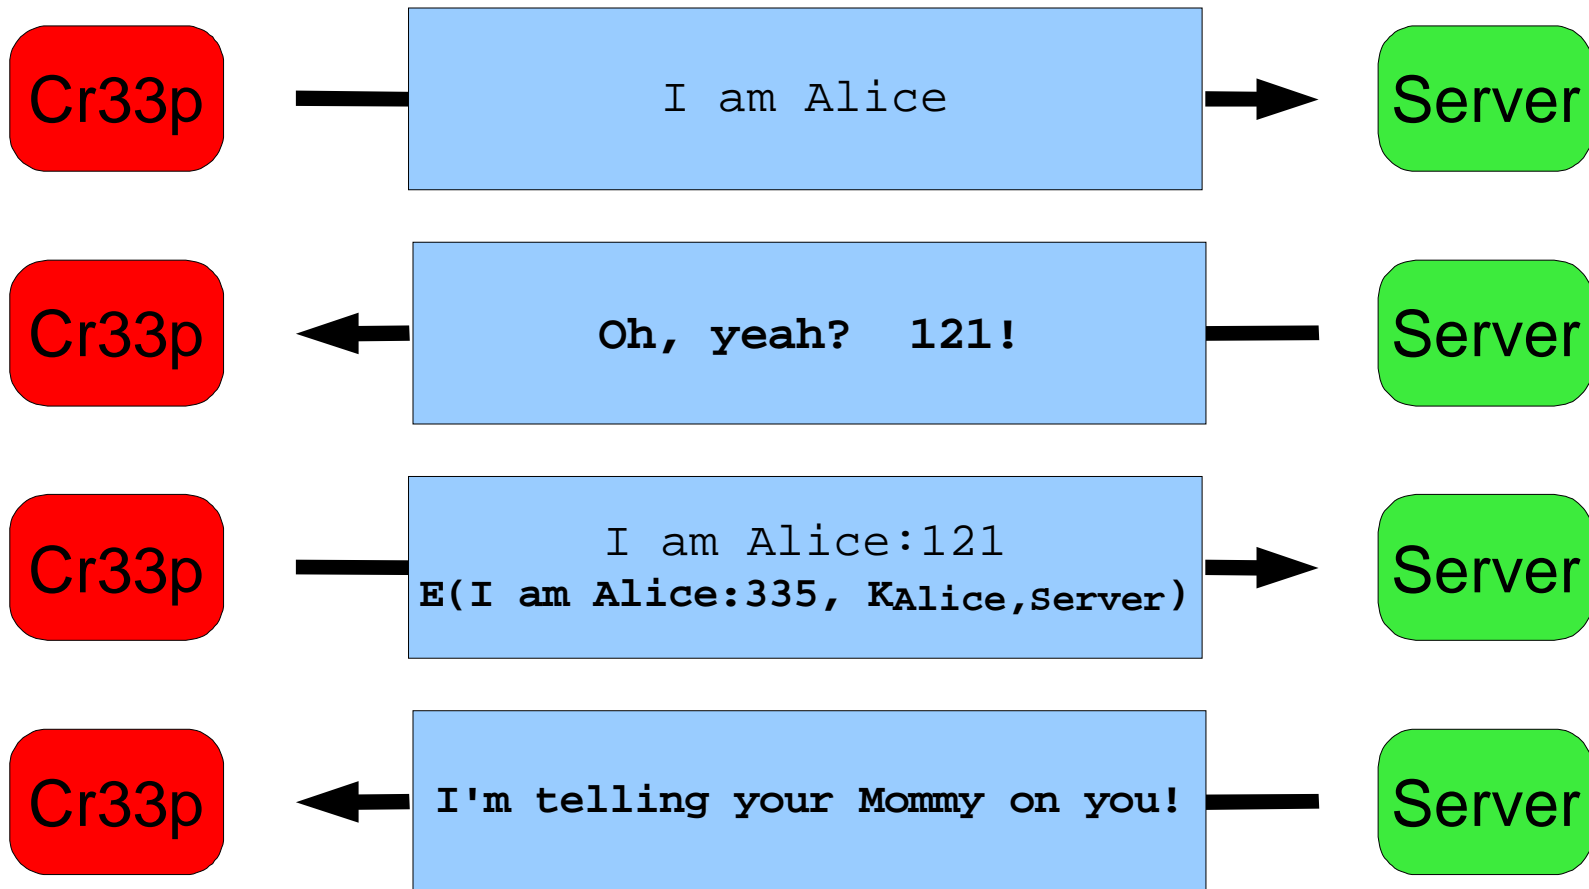 Cr33p I am Alice Server
Cr33p Oh, yeah? 121! Server
Cr33p I am Alice:121 Server
E(I am Alice:335, KAlice,Server)
Cr33p I'm telling your Mommy on you! Server